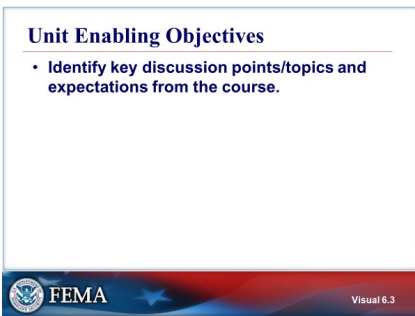 Unit Enabling Objectives
• Identify key discussion points/topics and
expectations from the course.
FEMA
Visual 6.3